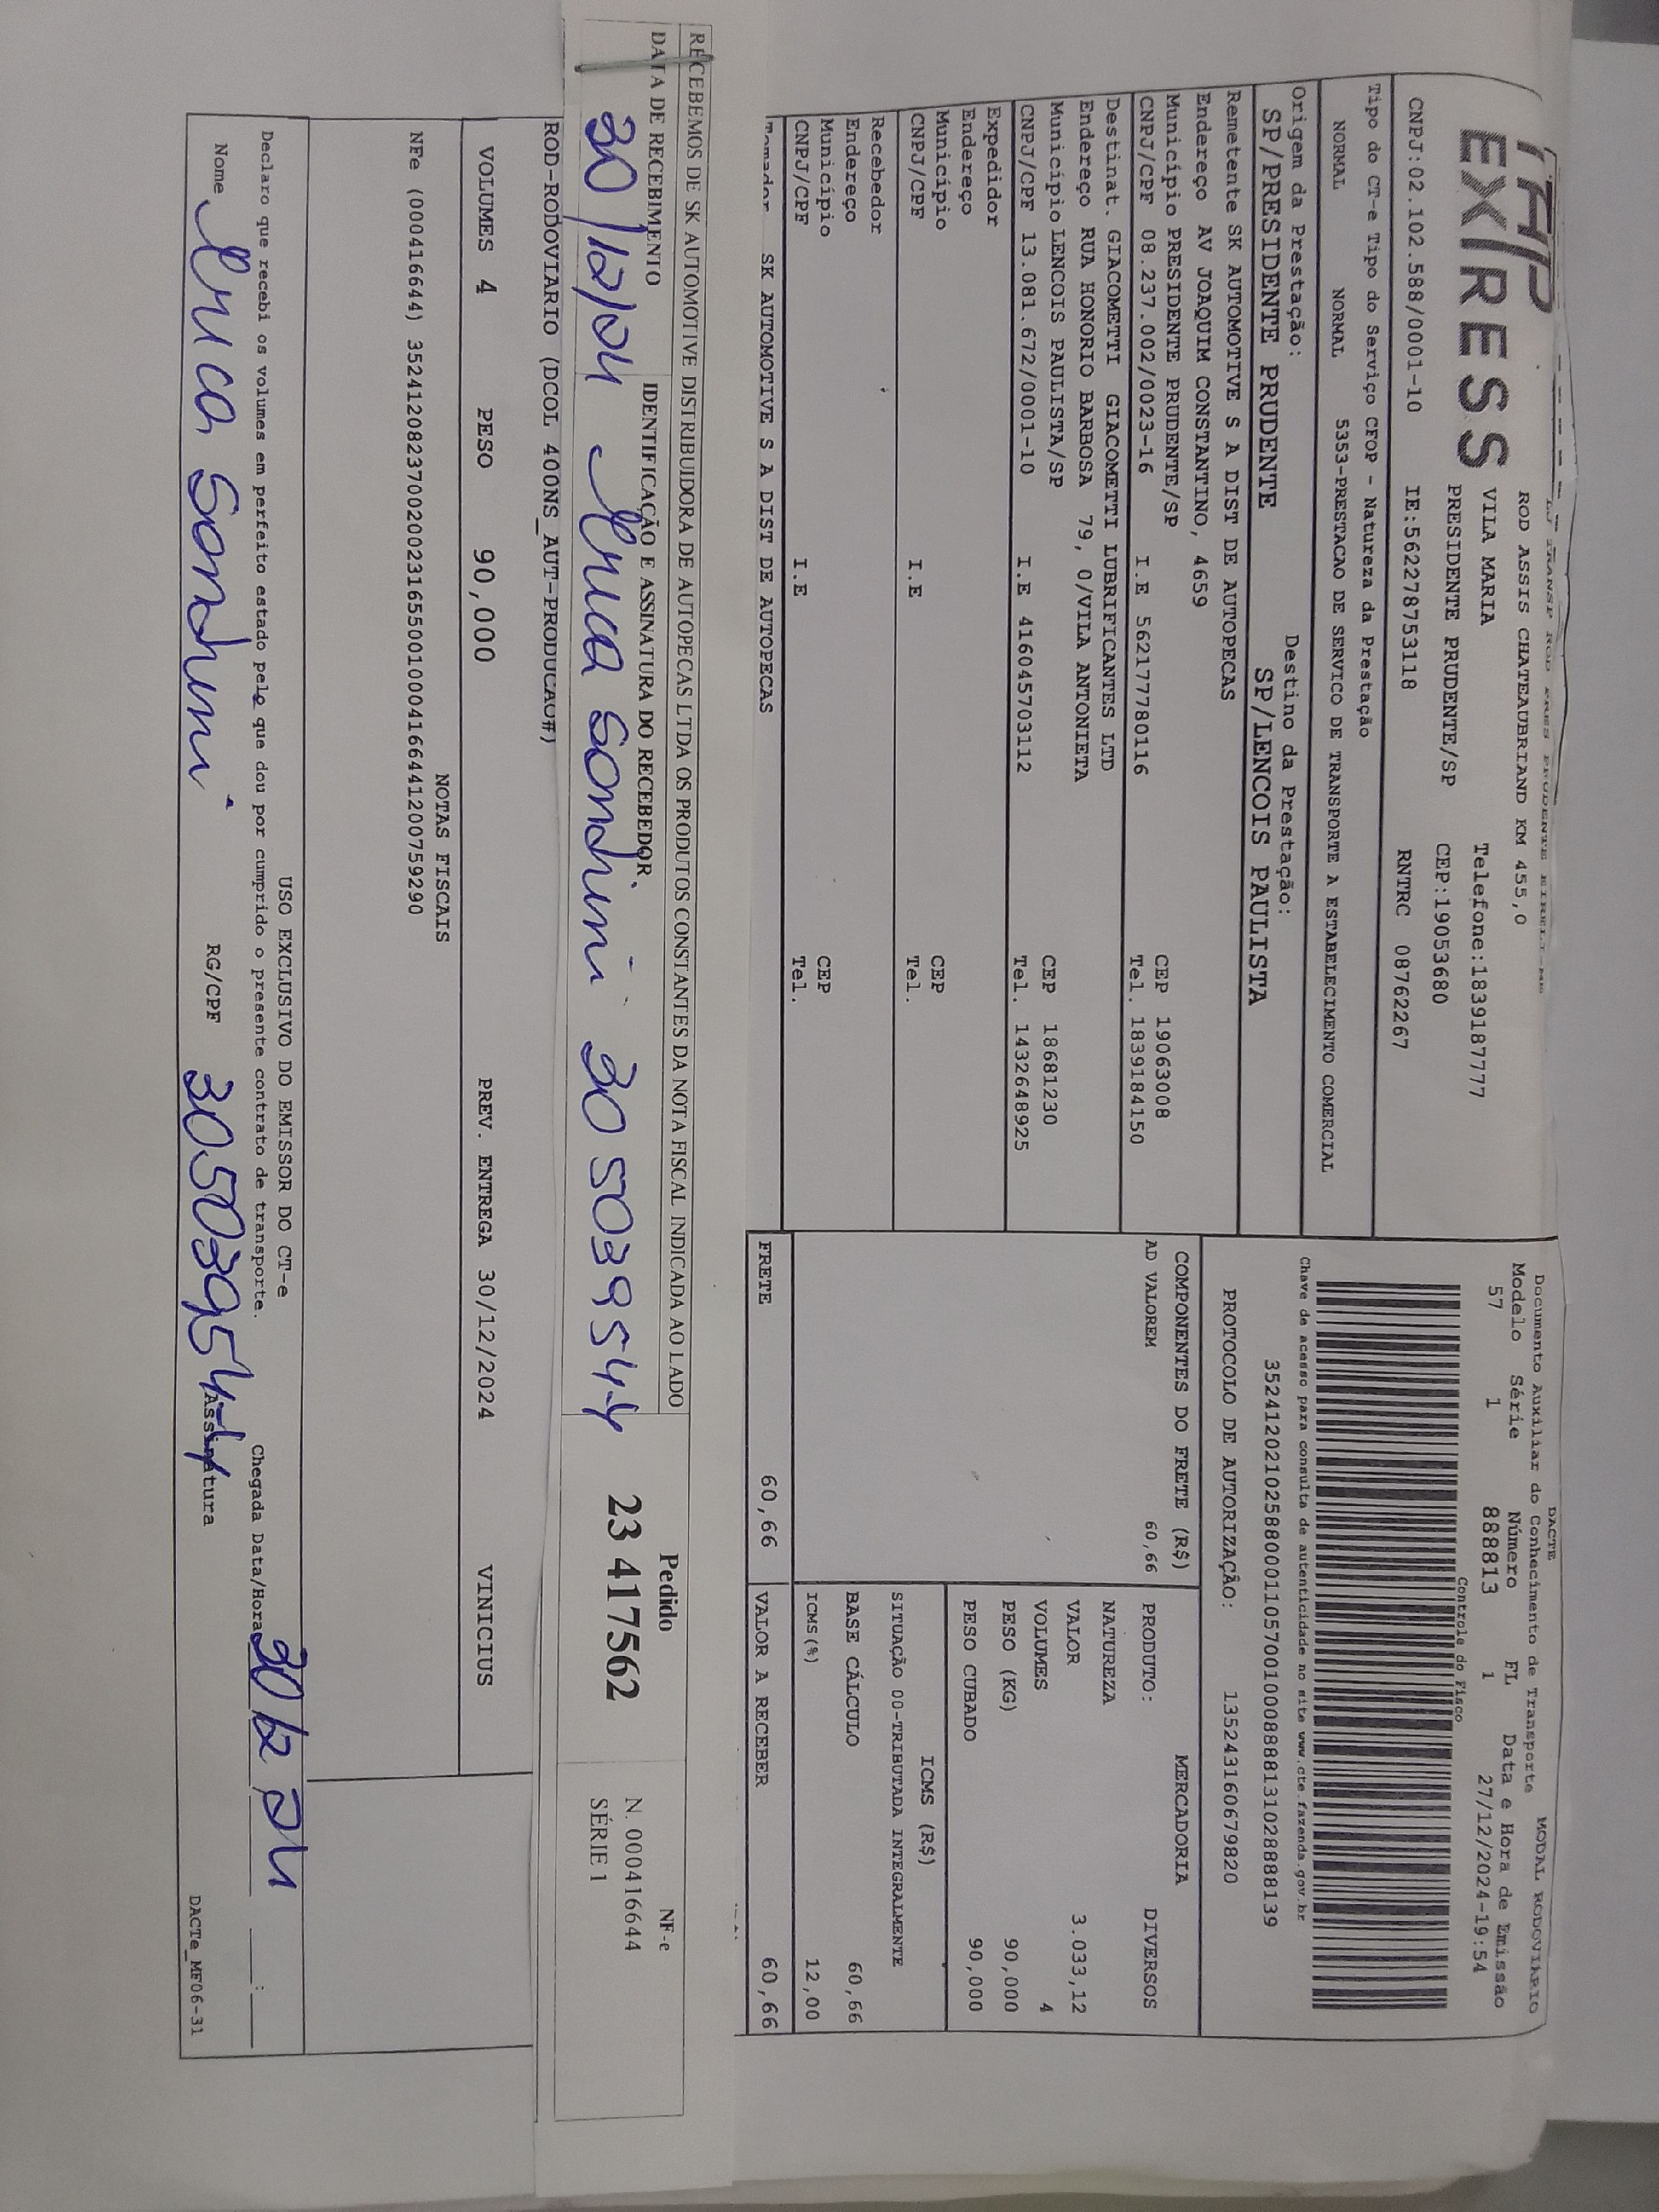 TAP
EXPRESS
ROD ASSIS CHATEAUBRIAND KM 455,0
VILA MARIA Telefone:1839187777
PRESIDENTE PRUDENTE/SP CEP:19053680
CNPJ:02.102.588/0001-10 IE:562278753118 RNTRC 08762267
DACTE MODAL RODOVIARIO
Documento Auxiliar do Conhecimento de Transporte
Modelo Série Número FL Data e Hora de Emissão
57 1 888813 1 27/12/2024-19:54
Controle do Fisco
Chave de acesso para consulta de autenticidade no site www.cte.fazenda.gov.br
35241202102588000110570010008888131028888139
PROTOCOLO DE AUTORIZAÇÃO: 135243160679820
Tipo do CT-e Tipo do Serviço CFOP - Natureza da Prestação
NORMAL NORMAL 5353-PRESTACAO DE SERVICO DE TRANSPORTE A ESTABELECIMENTO COMERCIAL
Origem da Prestação: Destino da Prestação:
SP/PRESIDENTE PRUDENTE SP/LENCOIS PAULISTA
Remetente SK AUTOMOTIVE S A DIST DE AUTOPECAS
Endereço AV JOAQUIM CONSTANTINO, 4659
Município PRESIDENTE PRUDENTE/SP CEP 19063008
CNPJ/CPF 08.237.002/0023-16 I.E 562177780116 Tel. 1839184150
Destinat. GIACOMETTI GIACOMETTI LUBRIFICANTES LTD
Endereço RUA HONORIO BARBOSA 79, 0/VILA ANTONIETA
Município LENCOIS PAULISTA/SP CEP 18681230
CNPJ/CPF 13.081.672/0001-10 I.E 416045703112 Tel. 1432648925
Expedidor
Endereço
Município CEP
CNPJ/CPF I.E Tel.
Recebedor
Endereço
Município CEP
CNPJ/CPF I.E Tel.
Tomador SK AUTOMOTIVE S A DIST DE AUTOPECAS
COMPONENTES DO FRETE (R$)
AD VALOREM 60,66
FRETE 60,66
MERCADORIA
PRODUTO: DIVERSOS
NATUREZA
VALOR 3.033,12
VOLUMES 4
PESO (KG) 90,000
PESO CUBADO 90,000
ICMS (R$)
SITUAÇÃO 00-TRIBUTADA INTEGRALMENTE
BASE CÁLCULO 60,66
ICMS(%) 12,00
VALOR A RECEBER 60,66
RECEBEMOS DE SK AUTOMOTIVE DISTRIBUIDORA DE AUTOPECAS LTDA OS PRODUTOS CONSTANTES DA NOTA FISCAL INDICADA AO LADO
DATA DE RECEBIMENTO IDENTIFICAÇÃO E ASSINATURA DO RECEBEDOR
30/12/24 30 5039544
Pedido
23 417562
NF-e
N. 000416644
SÉRIE 1
ROD-RODOVIARIO (DCOL 400NS_AUT-PRODUCAO#)
VOLUMES 4 PESO 90,000 PREV. ENTREGA 30/12/2024 VINICIUS
NOTAS FISCAIS
NFe (000416644) 35241208237002002316550010004166441200759290
USO EXCLUSIVO DO EMISSOR DO CT-e
Declaro que recebi os volumes em perfeito estado pelo que dou por cumprido o presente contrato de transporte. Chegada Data/Hora 30 12 24 __:__
Nome RG/CPF 305039544 Assinatura
DACTe_MF06-31